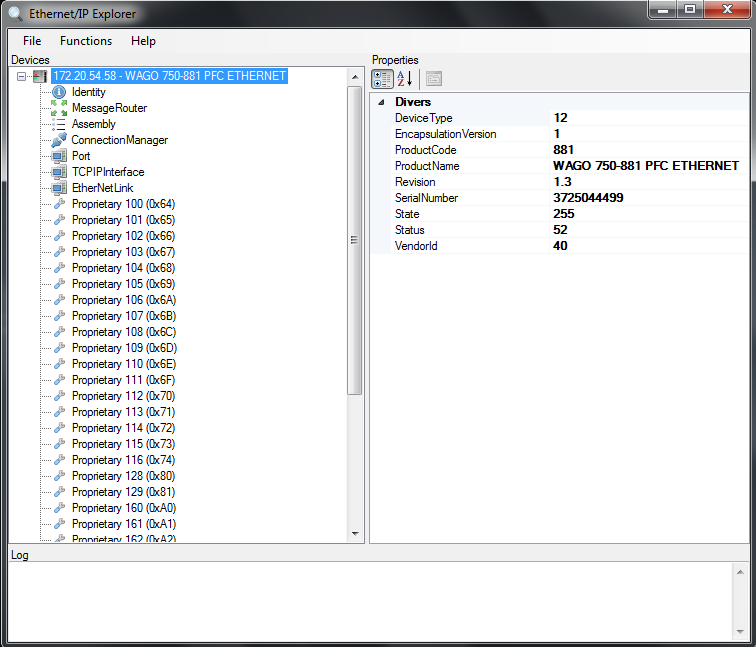 Ethernet/IP Explorer
File Functions Help
Devices
172.20.54.58 - WAGO 750-881 PFC ETHERNET
Identity
MessageRouter
Assembly
ConnectionManager
Port
TCPIPInterface
EtherNetLink
Proprietary 100 (0x64)
Proprietary 101 (0x65)
Proprietary 102 (0x66)
Proprietary 103 (0x67)
Proprietary 104 (0x68)
Proprietary 105 (0x69)
Proprietary 106 (0x6A)
Proprietary 107 (0x6B)
Proprietary 108 (0x6C)
Proprietary 109 (0x6D)
Proprietary 110 (0x6E)
Proprietary 111 (0x6F)
Proprietary 112 (0x70)
Proprietary 113 (0x71)
Proprietary 114 (0x72)
Proprietary 115 (0x73)
Proprietary 116 (0x74)
Proprietary 128 (0x80)
Proprietary 129 (0x81)
Proprietary 160 (0xA0)
Proprietary 161 (0xA1)
Proprietary 162 (0xA2)
Properties
Divers
DeviceType 12
EncapsulationVersion 1
ProductCode 881
ProductName WAGO 750-881 PFC ETHERNET
Revision 1.3
SerialNumber 3725044499
State 255
Status 52
VendorId 40
Log